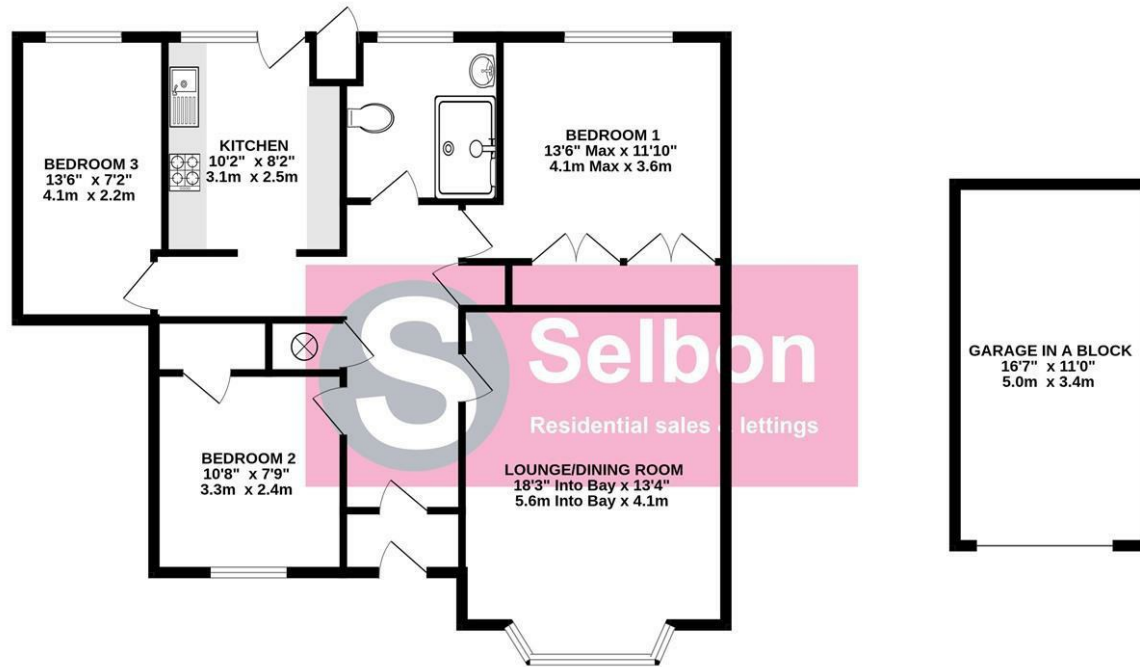 BEDROOM 3
13'6" x 7'2"
4.1m x 2.2m
KITCHEN
10'2" x 8'2"
3.1m x 2.5m
BEDROOM 1
13'6" Max x 11'10"
4.1m Max x 3.6m
GARAGE IN A BLOCK
16'7" x 11'0"
5.0m x 3.4m
S Selbon
Residential sales & lettings
BEDROOM 2
10'8" x 7'9"
3.3m x 2.4m
LOUNGE/DINING ROOM
18'3" Into Bay x 13'4"
5.6m Into Bay x 4.1m